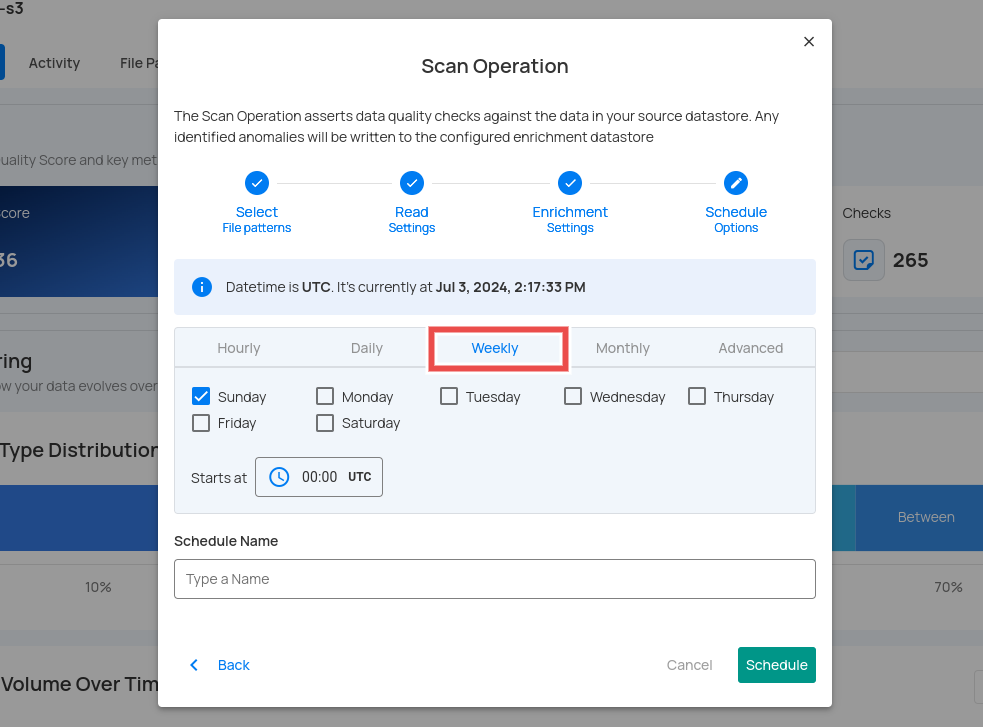 -s3
Activity
File Pa
Scan Operation
The Scan Operation asserts data quality checks against the data in your source datastore. Any
identified anomalies will be written to the configured enrichment datastore
uality Score and key met
Select
File patterns
Read
Settings
Enrichment
Settings
Schedule
Options
core
36
Checks
265
Datetime is UTC. It's currently at Jul 3, 2024, 2:17:33 PM
Hourly
Daily
Weekly
Monthly
Advanced
ring
ow your data evolves over
Sunday
Monday
Tuesday
Wednesday
Thursday
Friday
Saturday
Type Distribution
Starts at
00:00 UTC
Between
Schedule Name
Type a Name
10%
70%
Back
Cancel
Schedule
Volume Over Tim